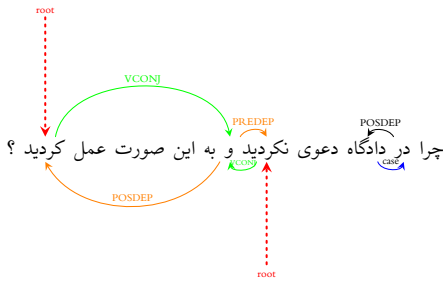 root
VCONJ
PREDEP
POSDEP
چرا در دادگاه دعوی نکردید و به این صورت عمل کردید ؟
case
VCONJ
POSDEP
root